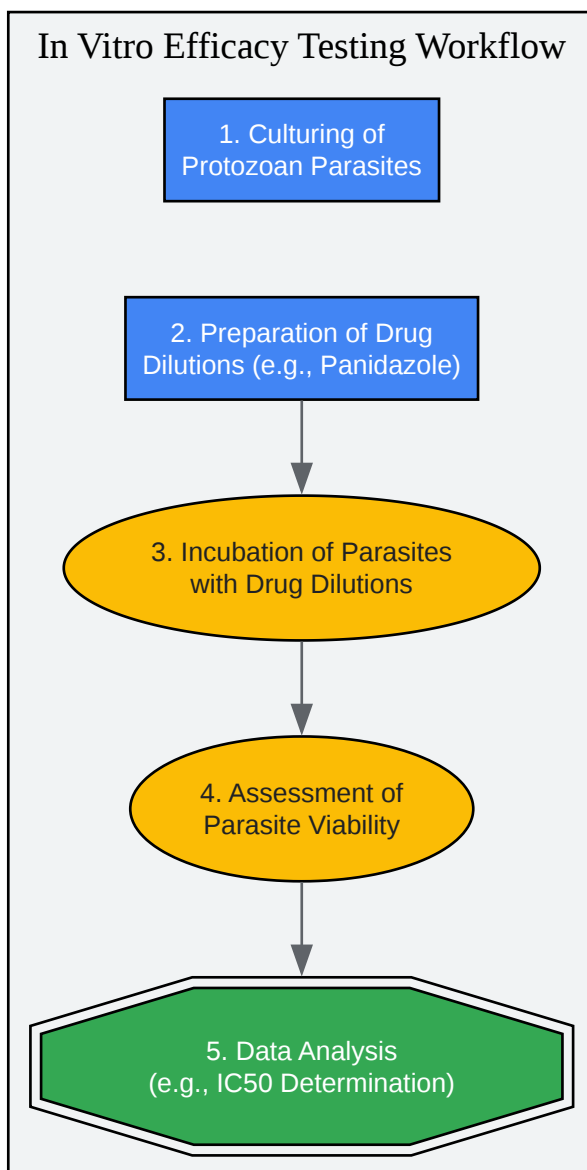 In Vitro Efficacy Testing Workflow
1. Culturing of
Protozoan Parasites
2. Preparation of Drug
Dilutions (e.g., Panidazole)
3. Incubation of Parasites
with Drug Dilutions
4. Assessment of
Parasite Viability
5. Data Analysis
(e.g., IC50 Determination)